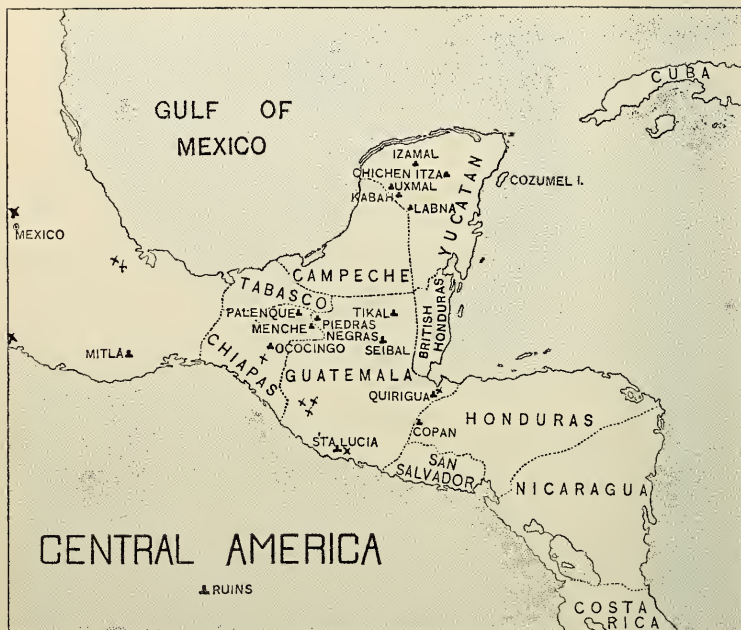 GULF OF
MEXICO
CUBA
IZAMAL
CHICHEN ITZA
UXMAL
KABAH
LABNA
YUCATAN
COZUMEL I.
MEXICO
CAMPECHE
TABASCO
PALENQUE
TIKAL
MENCHE
PIEDRAS
NEGRAS
SEIBAL
BRITISH
HONDURAS
MITLA
OCOCINGO
CHIAPAS
GUATEMALA
QUIRIGUA
HONDURAS
COPAN
STA LUCIA
SAN
SALVADOR
NICARAGUA
CENTRAL AMERICA
RUINS
COSTA
RICA